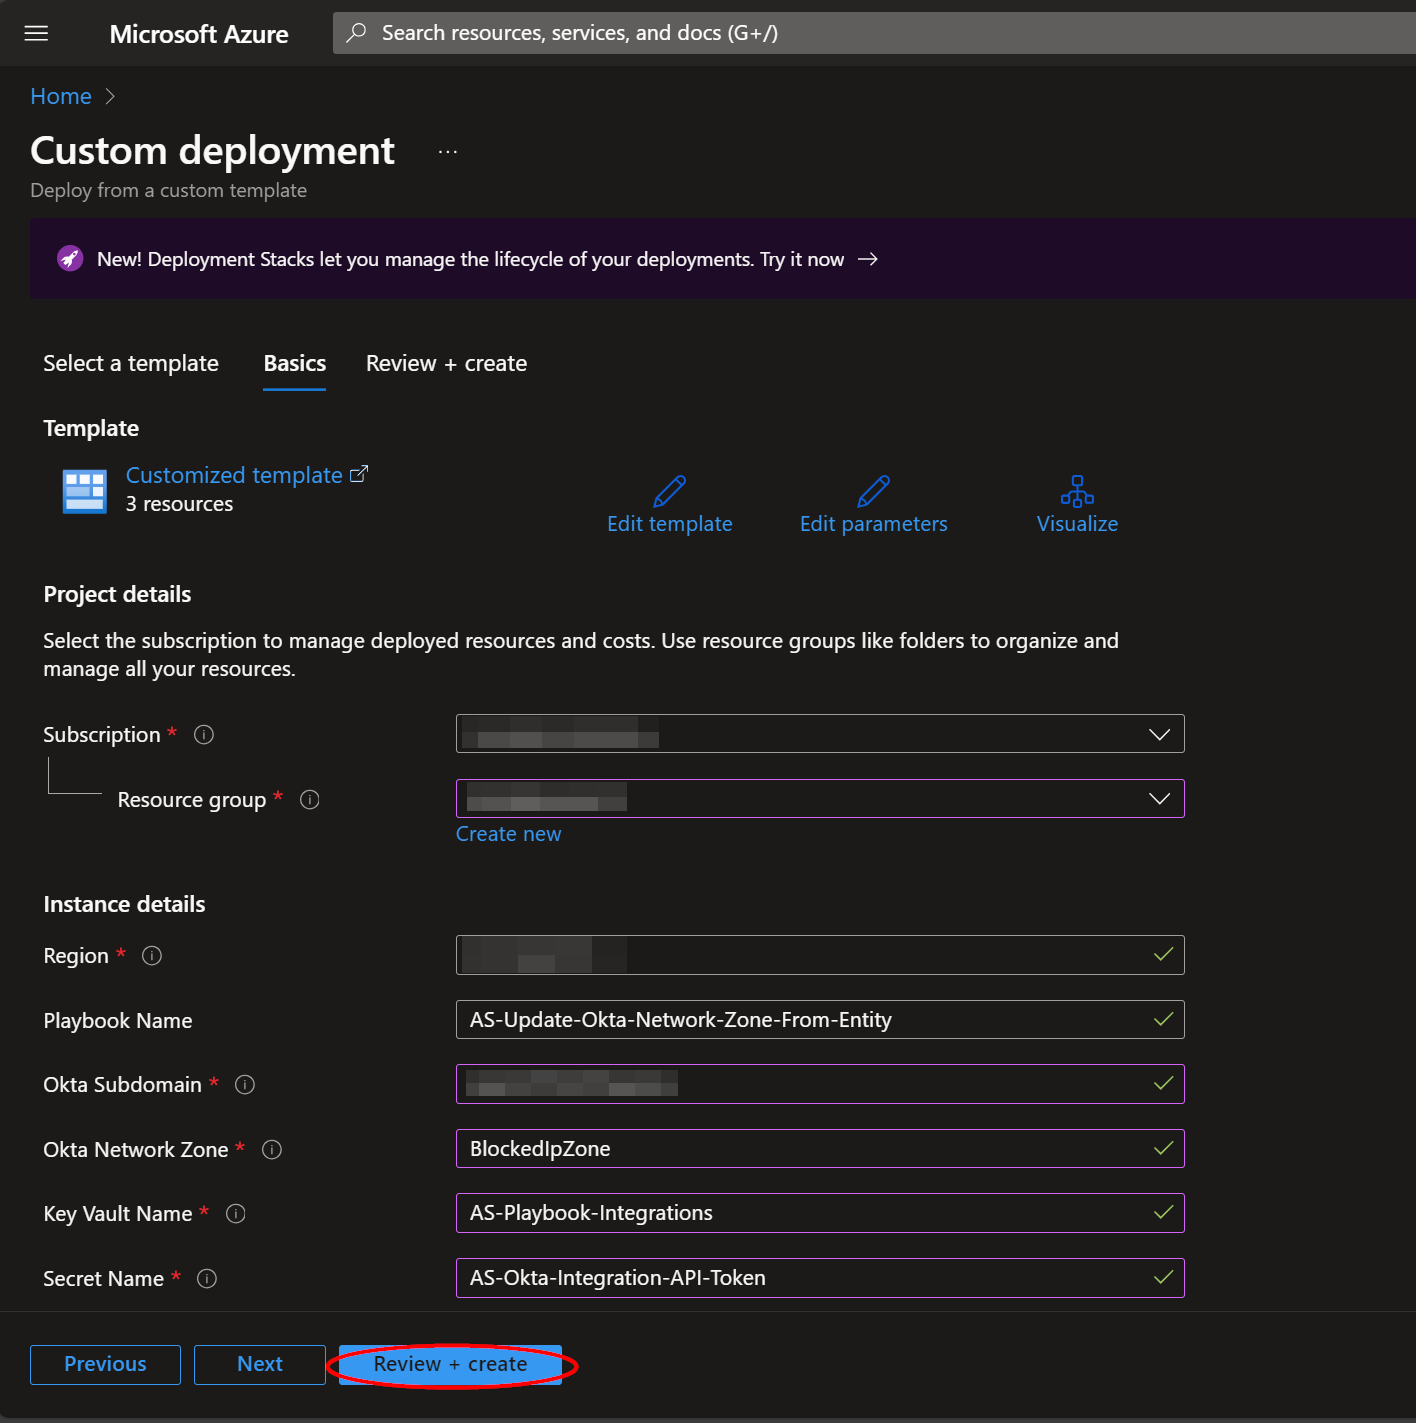 Microsoft Azure
Search resources, services, and docs (G+/)
Home
Custom deployment ...
Deploy from a custom template
New! Deployment Stacks let you manage the lifecycle of your deployments. Try it now →
Select a template Basics Review + create
Template
Customized template
3 resources
Edit template Edit parameters Visualize
Project details
Select the subscription to manage deployed resources and costs. Use resource groups like folders to organize and
manage all your resources.
Subscription *
Resource group *
Create new
Instance details
Region *
Playbook Name AS-Update-Okta-Network-Zone-From-Entity
Okta Subdomain *
Okta Network Zone * BlockedIpZone
Key Vault Name * AS-Playbook-Integrations
Secret Name * AS-Okta-Integration-API-Token
Previous Next Review + create